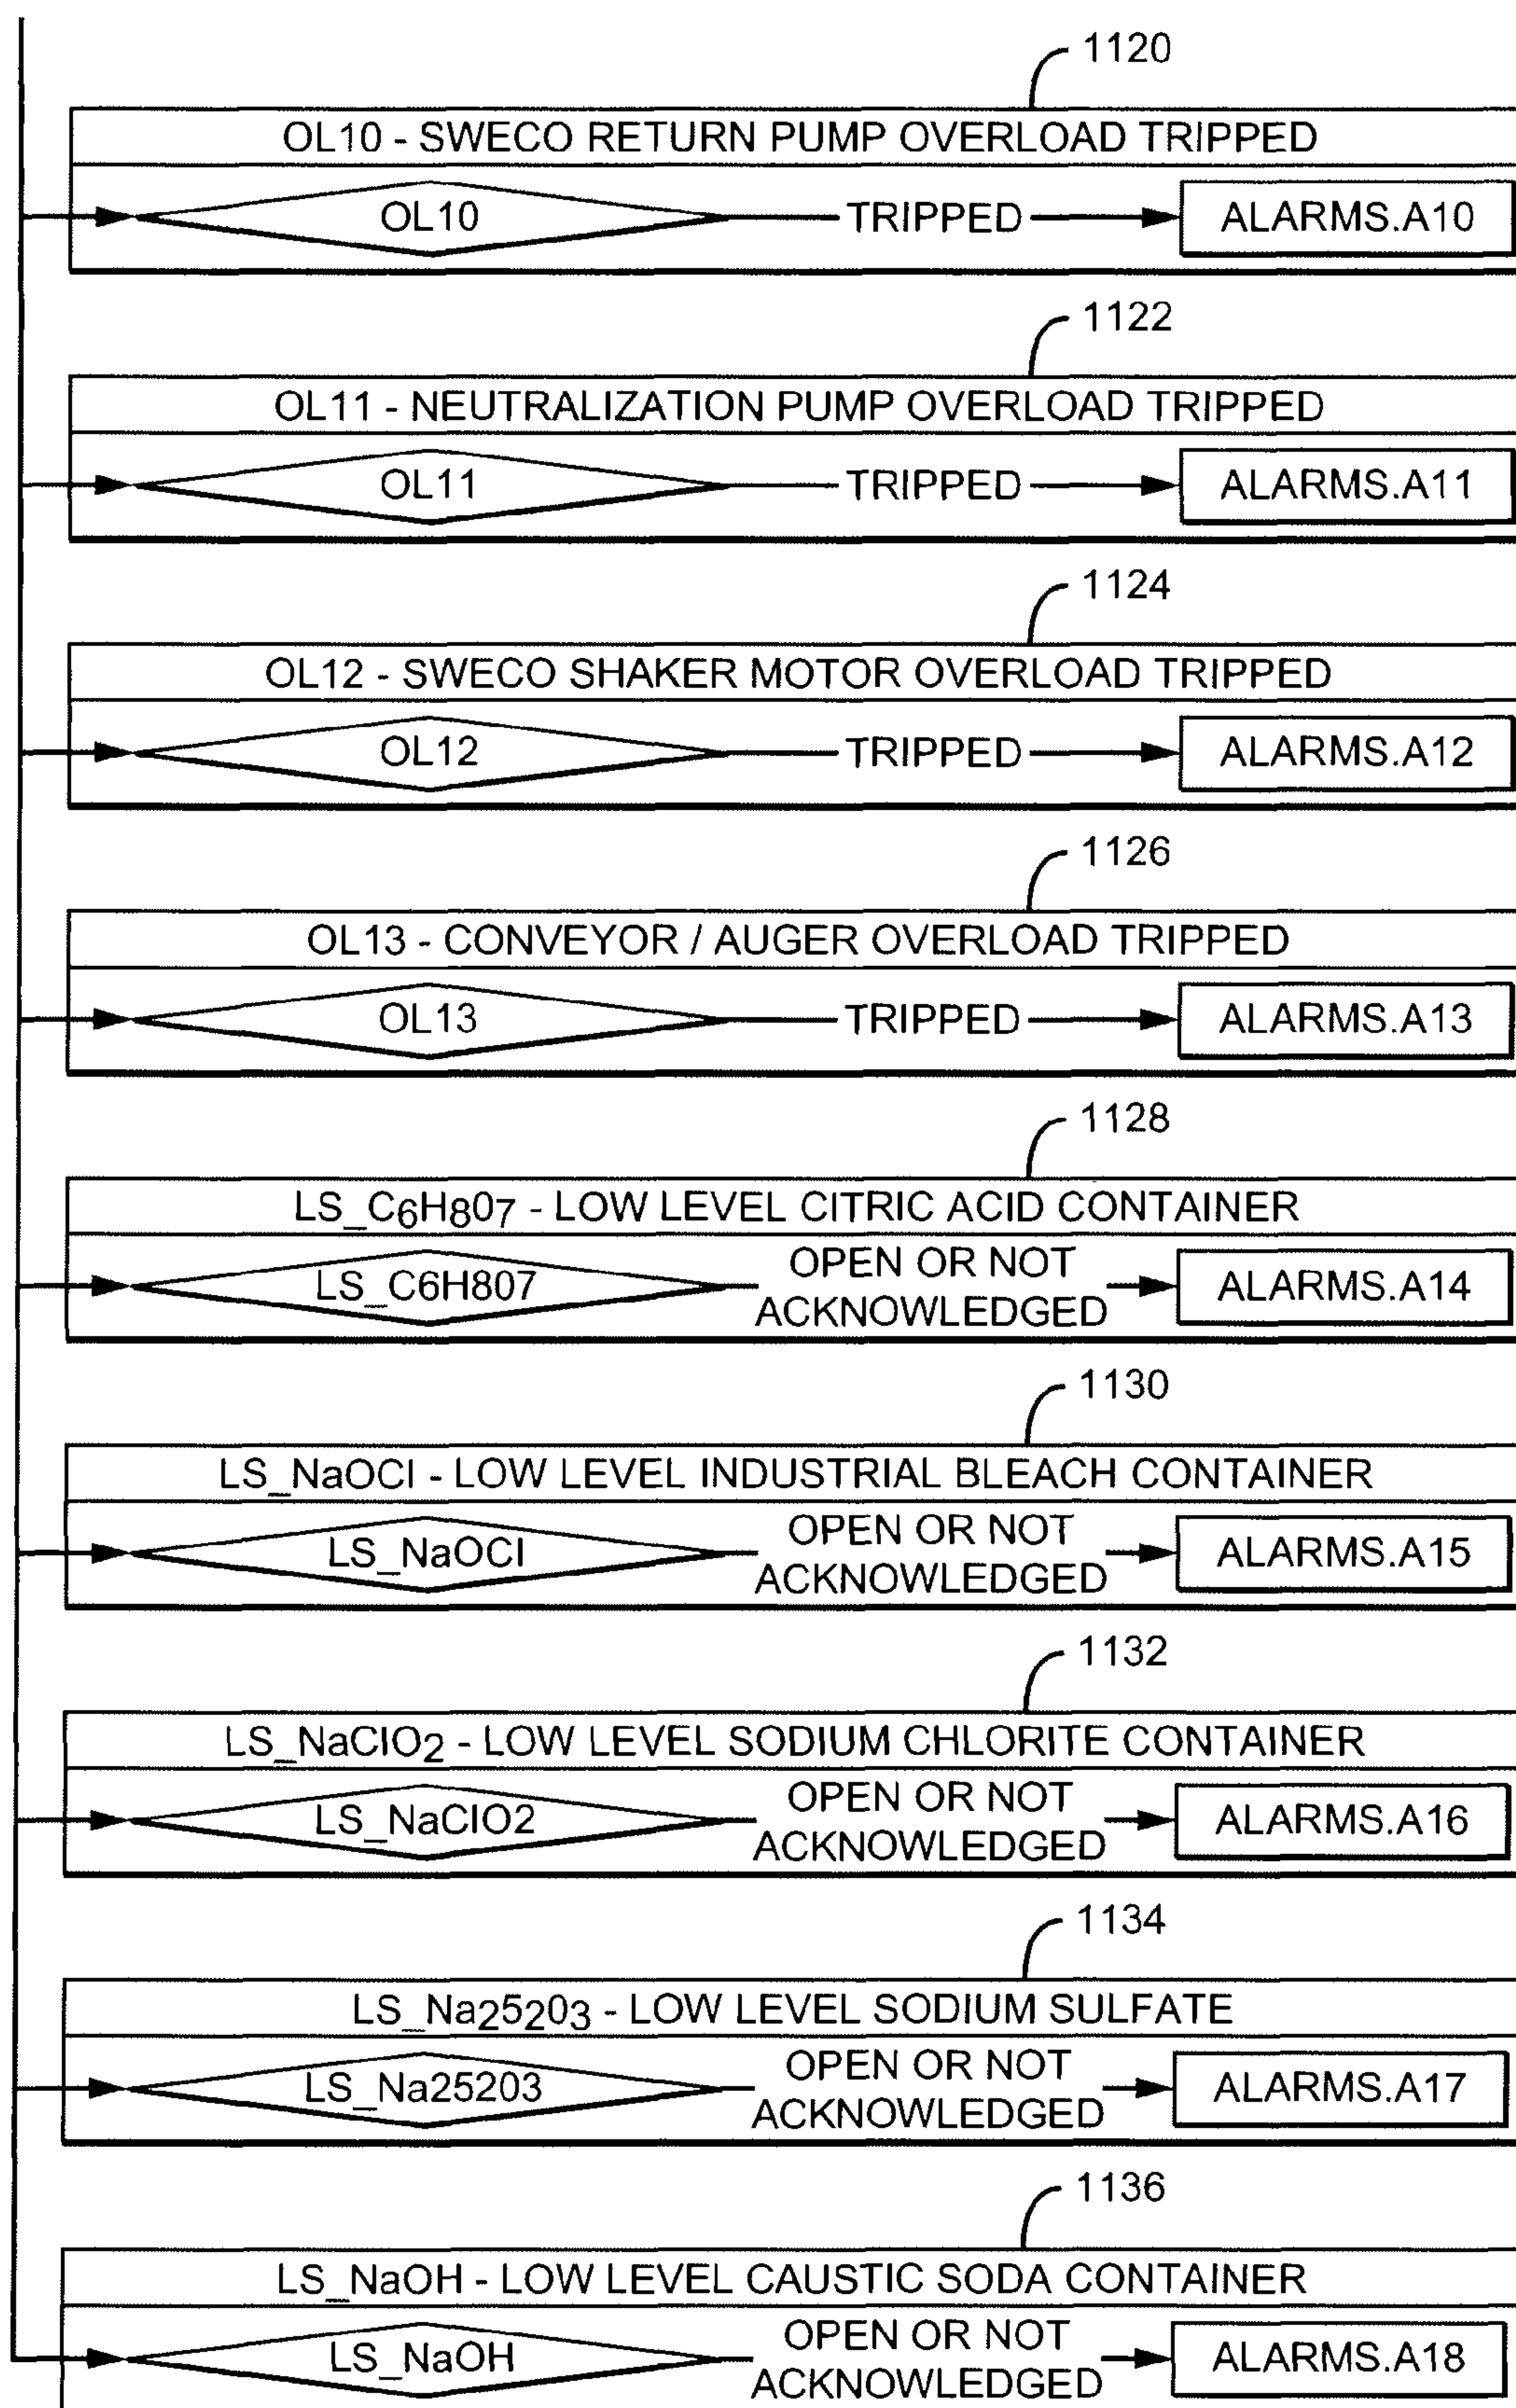 1120
OL10 - SWECO RETURN PUMP OVERLOAD TRIPPED
OL10 TRIPPED ALARMS.A10
1122
OL11 - NEUTRALIZATION PUMP OVERLOAD TRIPPED
OL11 TRIPPED ALARMS.A11
1124
OL12 - SWECO SHAKER MOTOR OVERLOAD TRIPPED
OL12 TRIPPED ALARMS.A12
1126
OL13 - CONVEYOR / AUGER OVERLOAD TRIPPED
OL13 TRIPPED ALARMS.A13
1128
LS_C6H807 - LOW LEVEL CITRIC ACID CONTAINER
LS_C6H807 OPEN OR NOT
ACKNOWLEDGED ALARMS.A14
1130
LS_NaOCl - LOW LEVEL INDUSTRIAL BLEACH CONTAINER
LS_NaOCl OPEN OR NOT
ACKNOWLEDGED ALARMS.A15
1132
LS_NaClO2 - LOW LEVEL SODIUM CHLORITE CONTAINER
LS_NaClO2 OPEN OR NOT
ACKNOWLEDGED ALARMS.A16
1134
LS_Na25203 - LOW LEVEL SODIUM SULFATE
LS_Na25203 OPEN OR NOT
ACKNOWLEDGED ALARMS.A17
1136
LS_NaOH - LOW LEVEL CAUSTIC SODA CONTAINER
LS_NaOH OPEN OR NOT
ACKNOWLEDGED ALARMS.A18